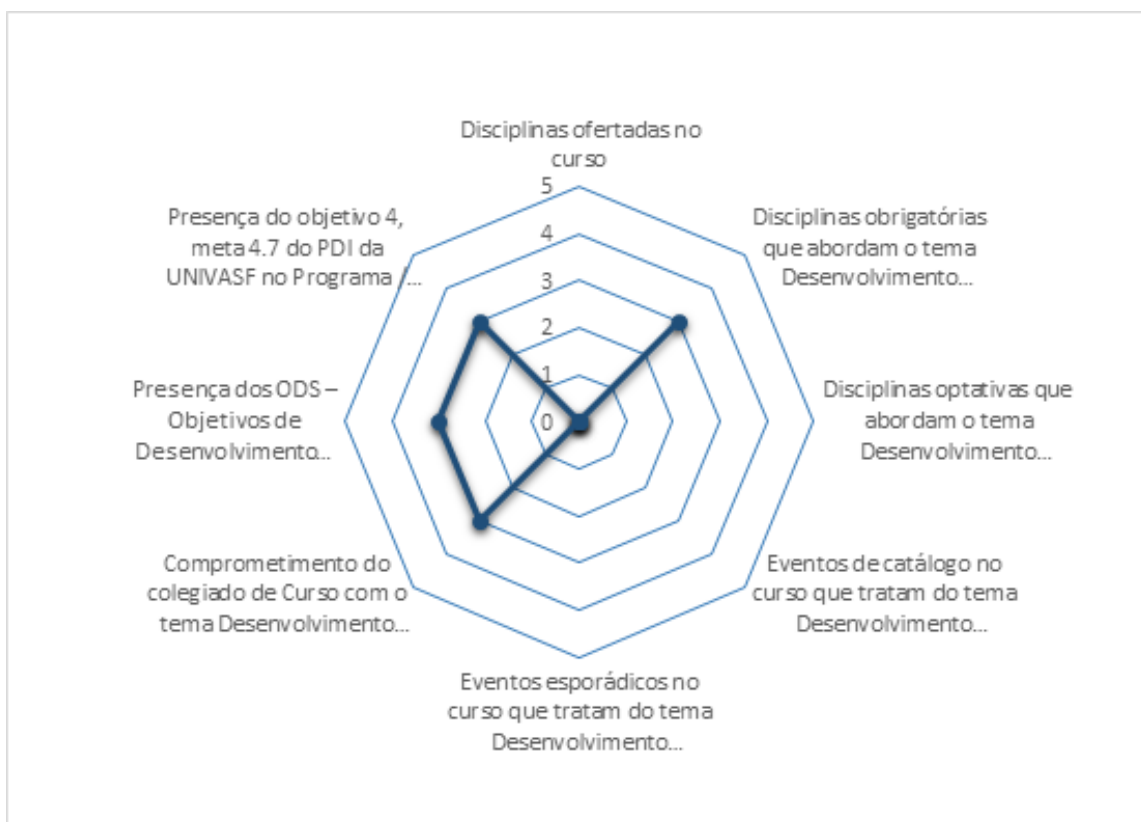 Disciplinas ofertadas no
curso
5
4
3
2
1
0
Disciplinas obrigatórias
que abordam o tema
Desenvolvimento...
Disciplinas optativas que
abordam o tema
Desenvolvimento...
Eventos de catálogo no
curso que tratam do tema
Desenvolvimento...
Eventos esporádicos no
curso que tratam do tema
Desenvolvimento...
Comprometimento do
colegiado de Curso com o
tema Desenvolvimento...
Presença dos ODS –
Objetivos de
Desenvolvimento...
Presença do objetivo 4,
meta 4.7 do PDI da
UNIVASF no Programa /...